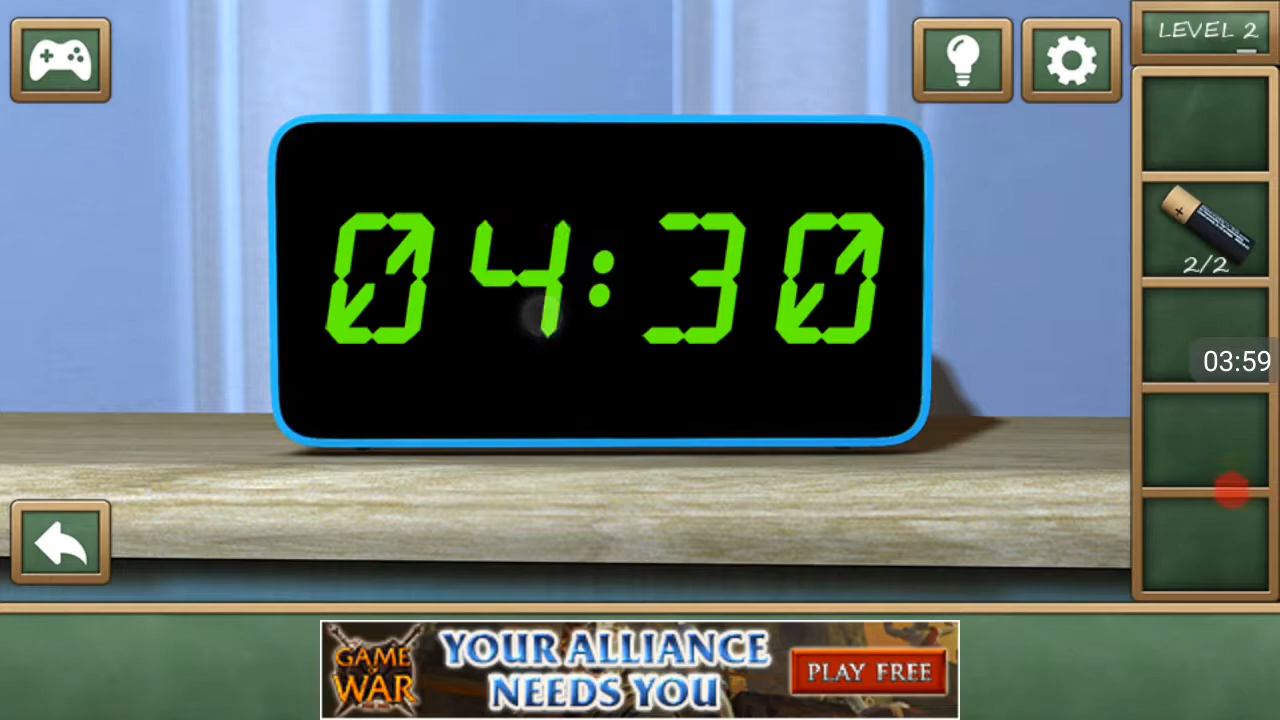 LEVEL 2
04:30
2/2
03:59
GAME OF WAR
YOUR ALLIANCE
NEEDS YOU
PLAY FREE